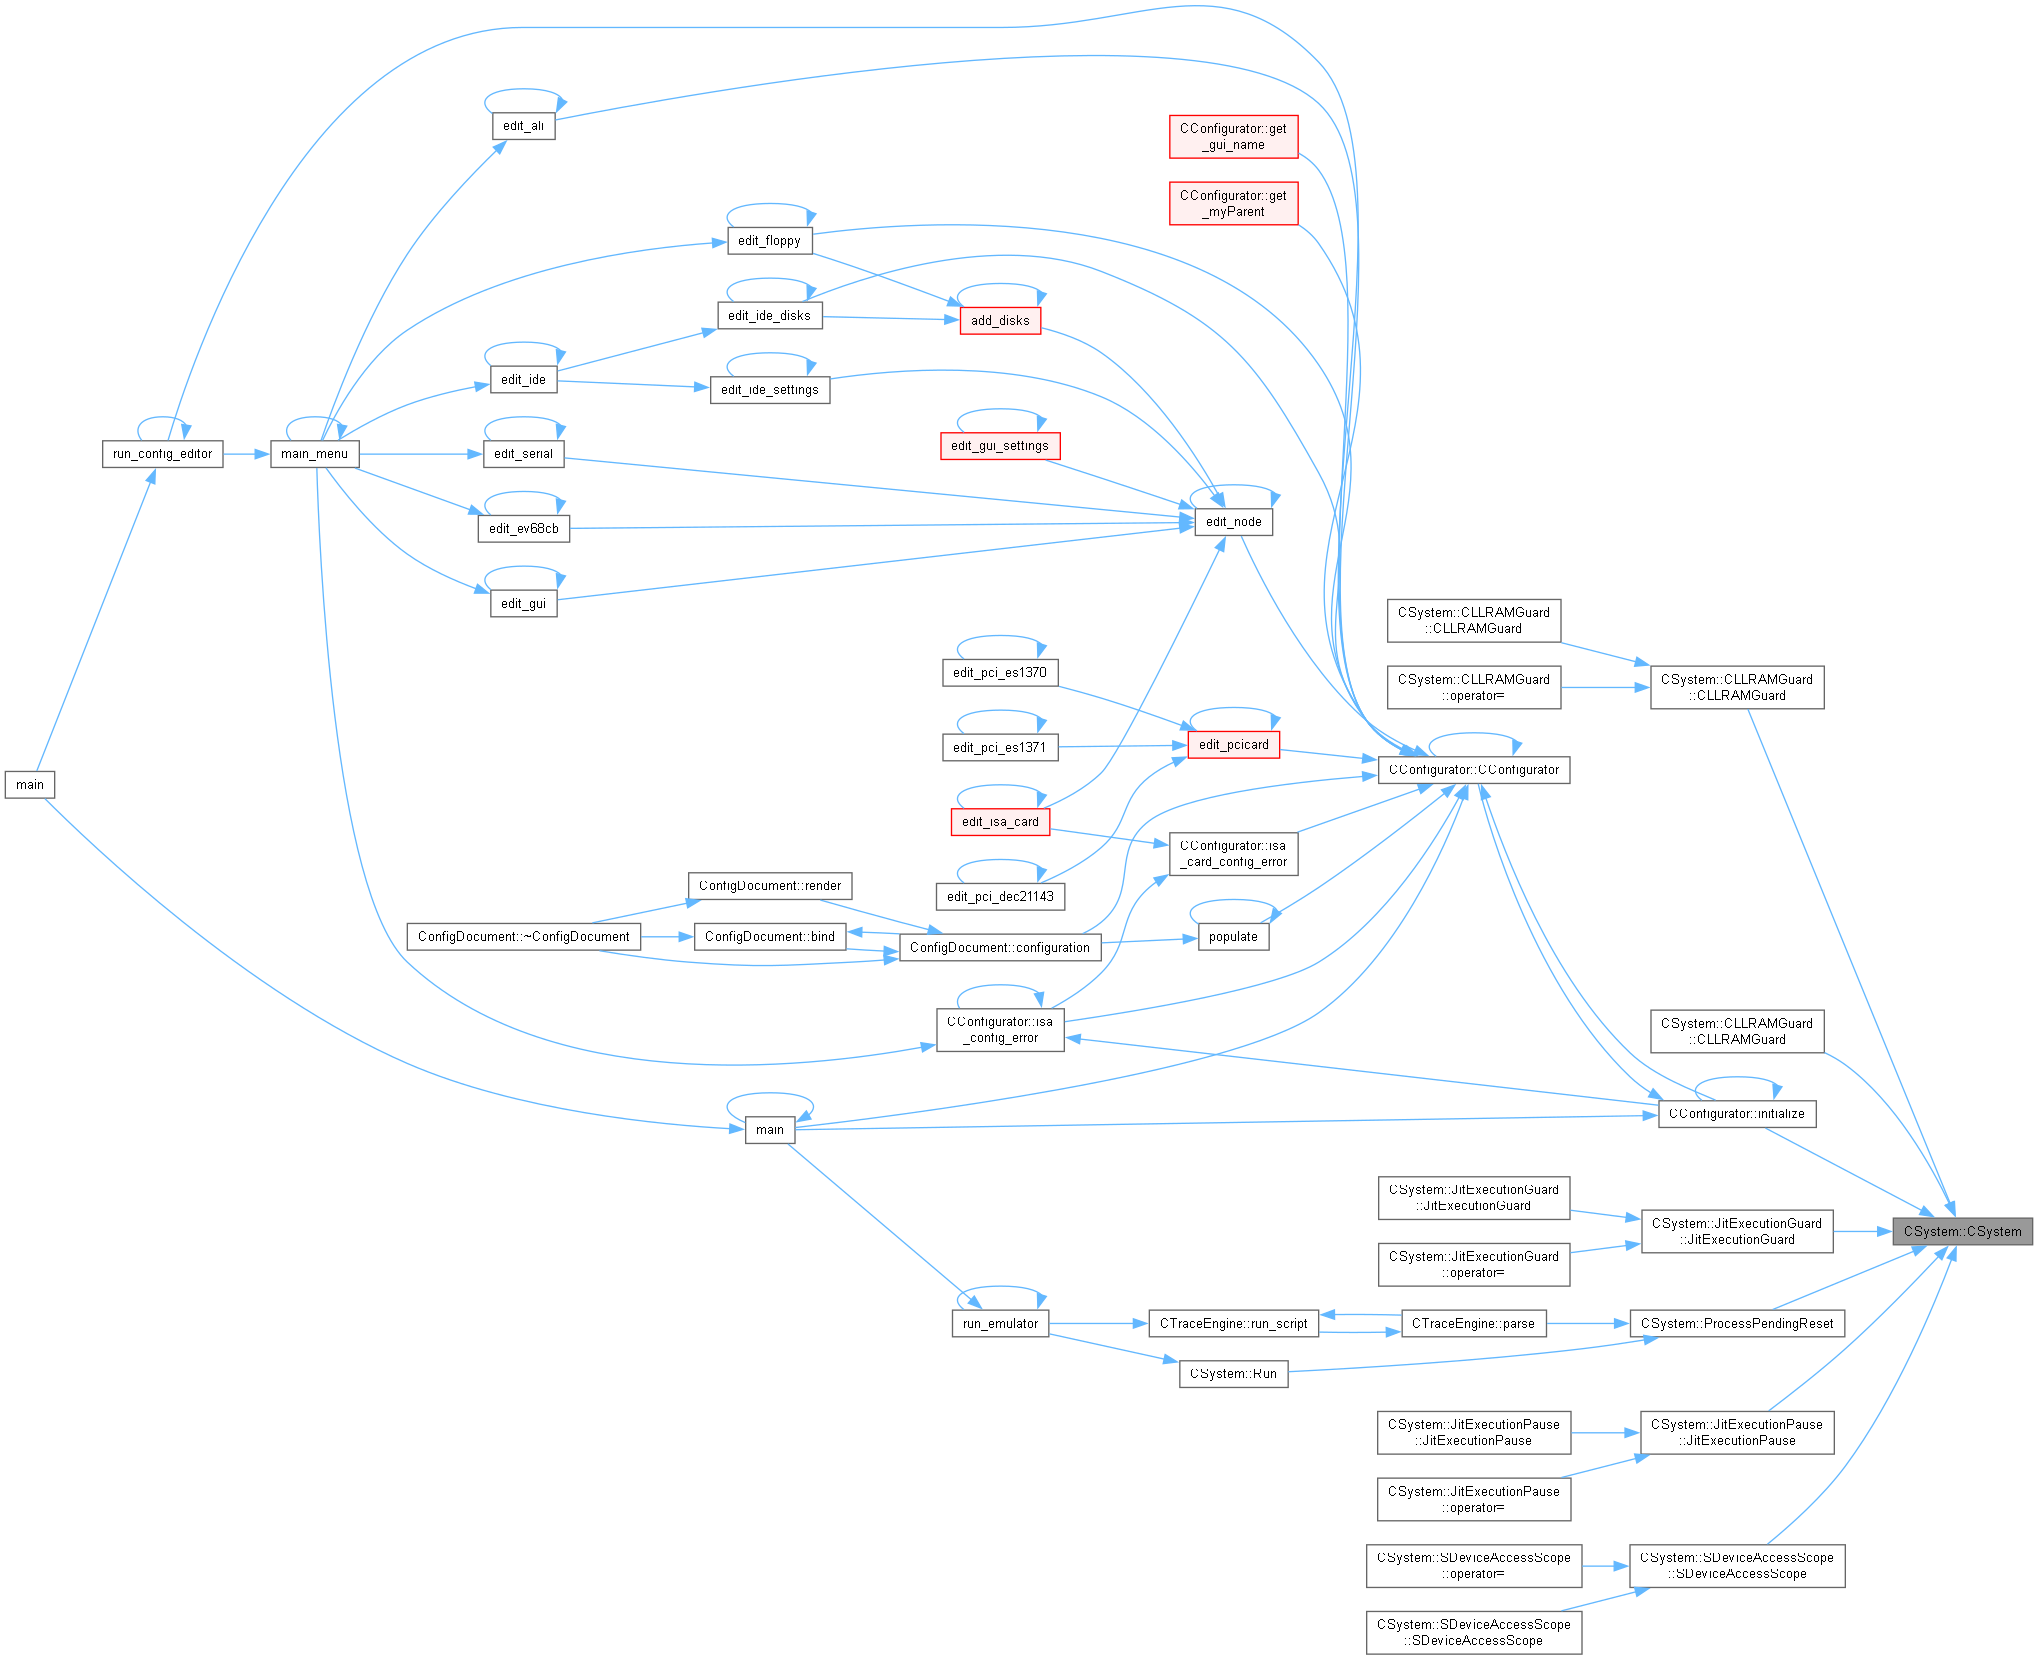 edit_ali
CConfigurator::get
_gui_name
CConfigurator::get
_myParent
edit_floppy
edit_ide_disks
add_disks
edit_ide
edit_ide_settings
edit_gui_settings
run_config_editor
main_menu
edit_serial
edit_ev68cb
edit_node
edit_gui
CSystem::CLLRAMGuard
::CLLRAMGuard
CSystem::CLLRAMGuard
::operator=
CSystem::CLLRAMGuard
::CLLRAMGuard
edit_pci_es1370
edit_pci_es1371
edit_pcicard
CConfigurator::CConfigurator
main
edit_isa_card
CConfigurator::isa
_card_config_error
ConfigDocument::render
edit_pci_dec21143
ConfigDocument::~ConfigDocument
ConfigDocument::bind
ConfigDocument::configuration
populate
CConfigurator::isa
_config_error
CSystem::CLLRAMGuard
::CLLRAMGuard
main
CConfigurator::initialize
CSystem::JitExecutionGuard
::JitExecutionGuard
CSystem::JitExecutionGuard
::operator=
CSystem::JitExecutionGuard
::JitExecutionGuard
CSystem::CSystem
run_emulator
CTraceEngine::run_script
CTraceEngine::parse
CSystem::ProcessPendingReset
CSystem::Run
CSystem::JitExecutionPause
::JitExecutionPause
CSystem::JitExecutionPause
::operator=
CSystem::JitExecutionPause
::JitExecutionPause
CSystem::SDeviceAccessScope
::operator=
CSystem::SDeviceAccessScope
::SDeviceAccessScope
CSystem::SDeviceAccessScope
::SDeviceAccessScope